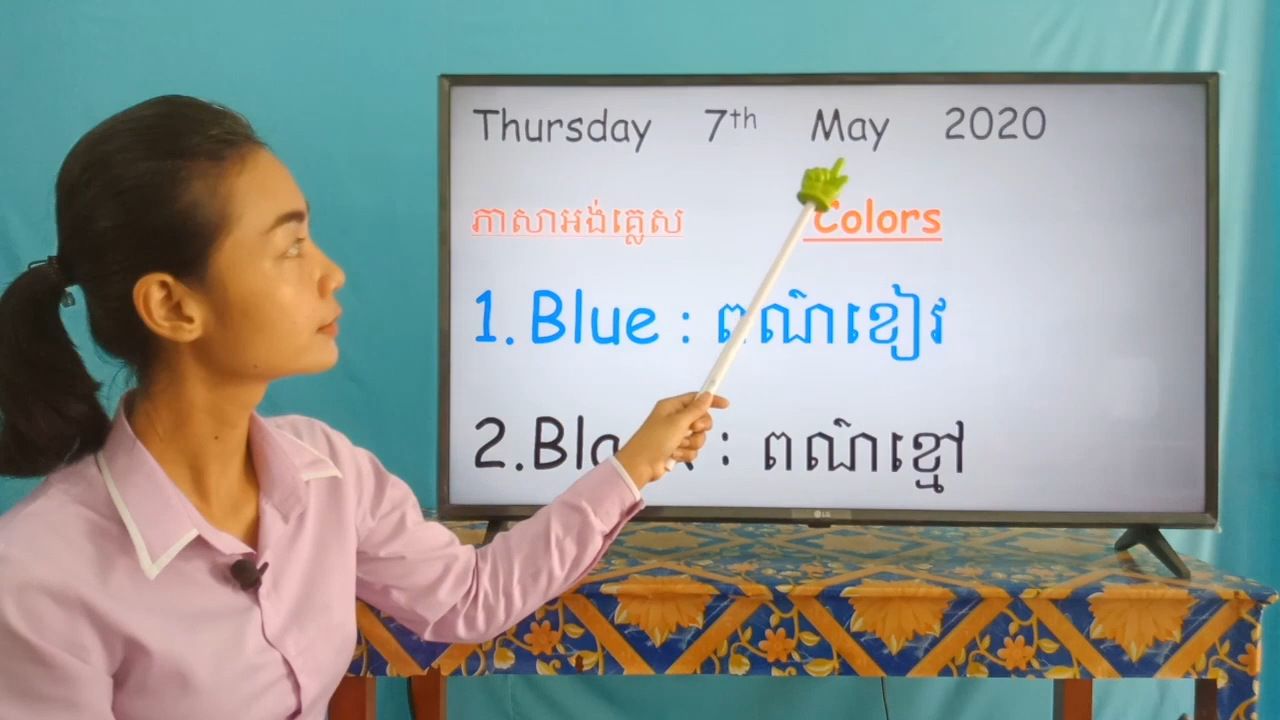 Thursday 7th May 2020
ភាសាអង់គ្លេស Colors
1. Blue : ពណ៌ខៀវ
2. : ពណ៌ខ្មៅ
LG